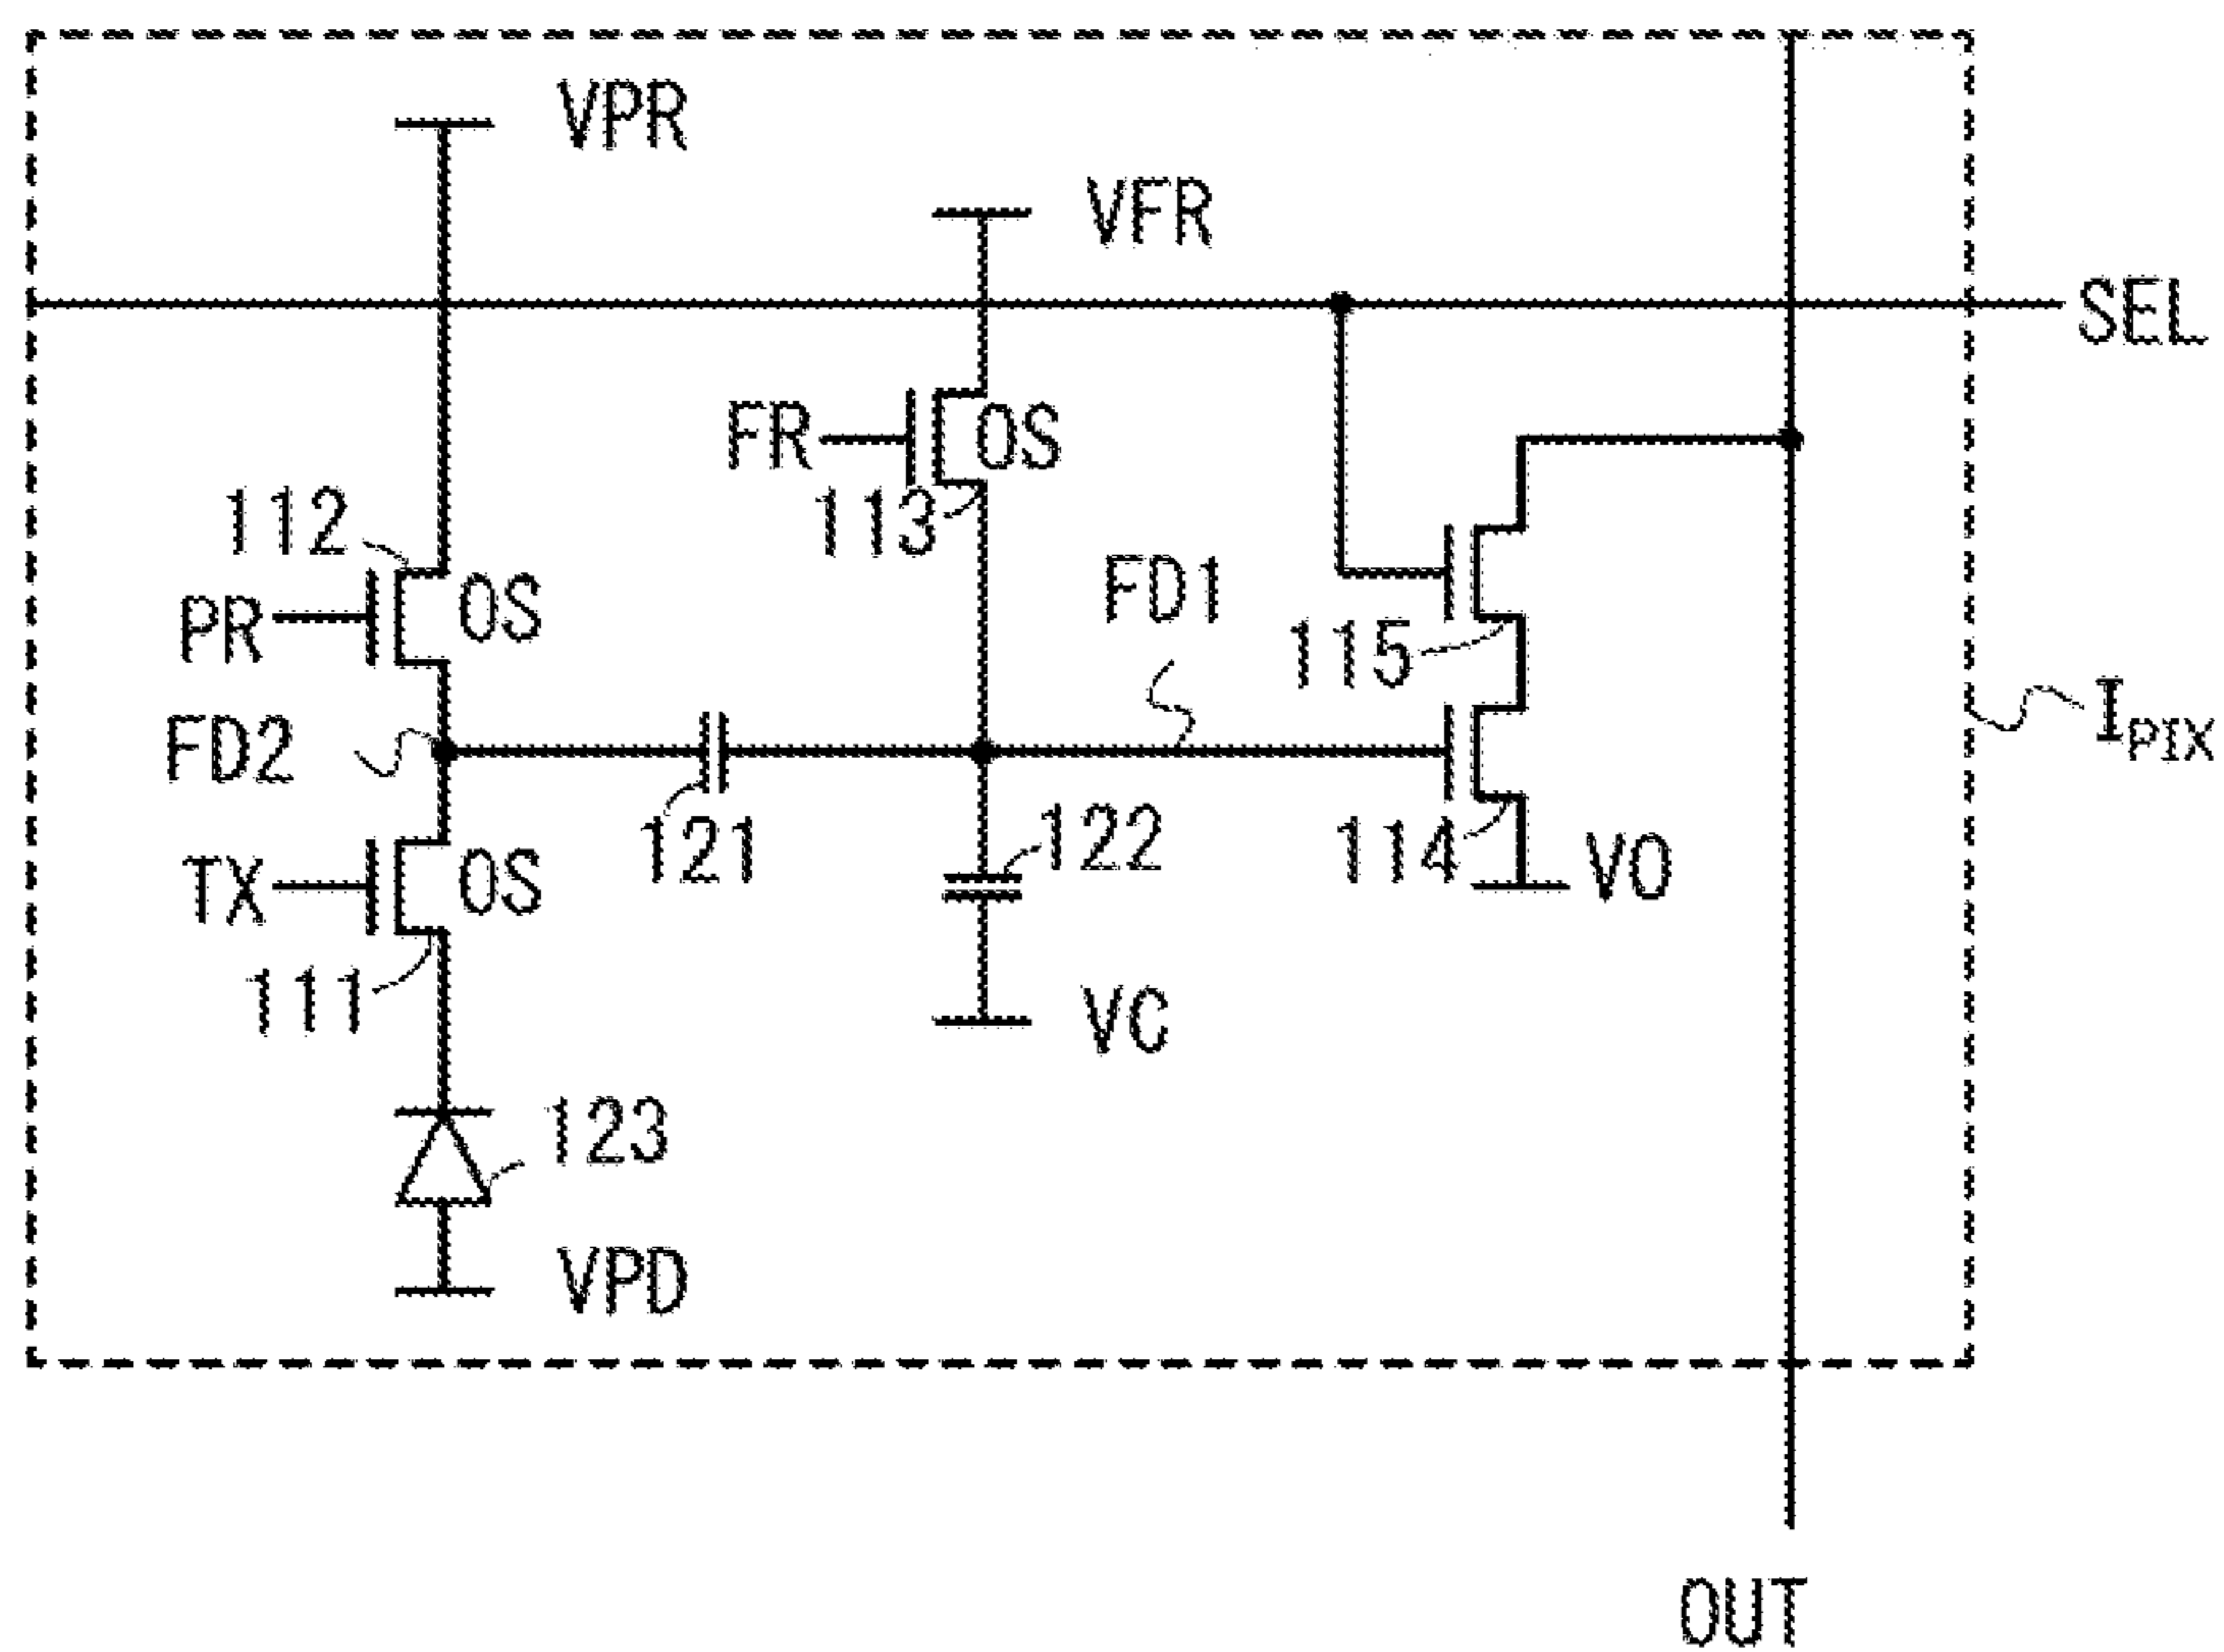 VPR
VFR
SEL
FR
OS
113
112
PR
OS
FD1
115
FD2
IPIX
121
122
114
VO
TX
OS
111
VC
123
VPD
OUT